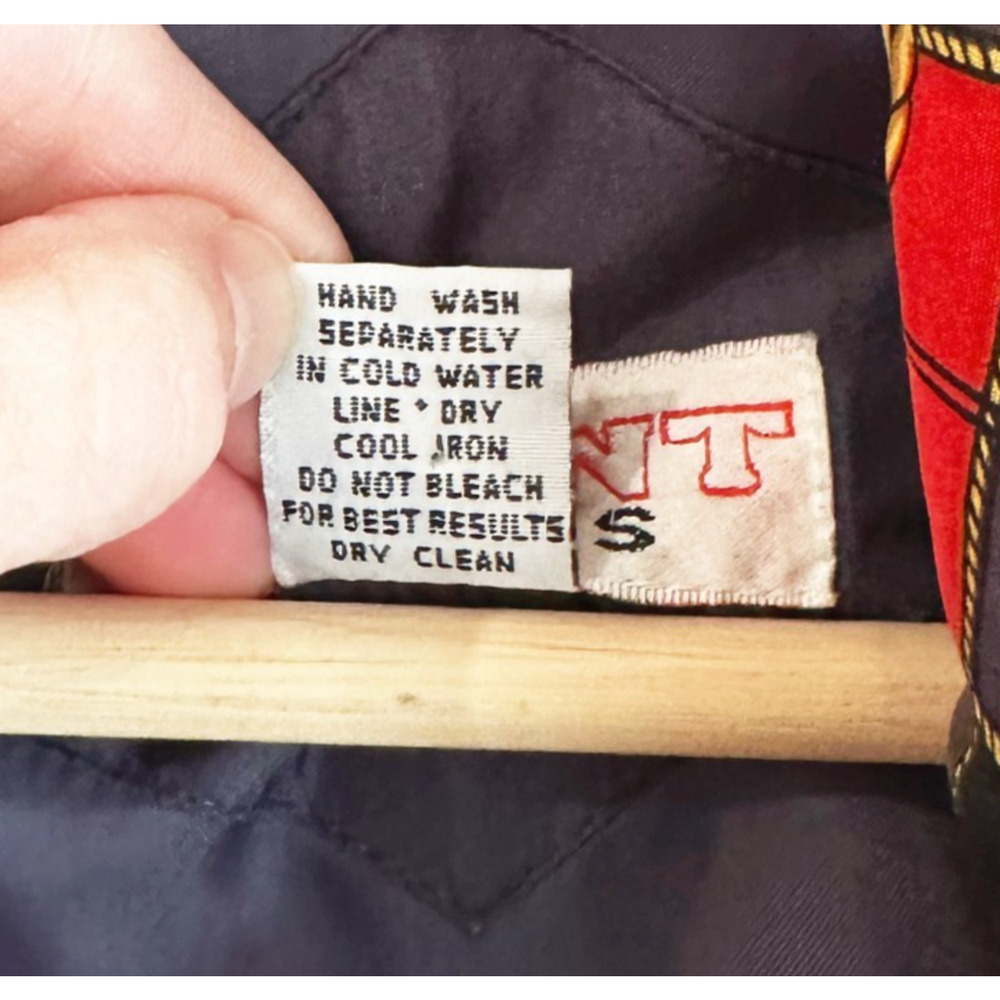 HAND WASH
SEPARATELY
IN COLD WATER
LINE DRY
COOL IRON
DO NOT BLEACH
FOR BEST RESULTS
DRY CLEAN
NT
S